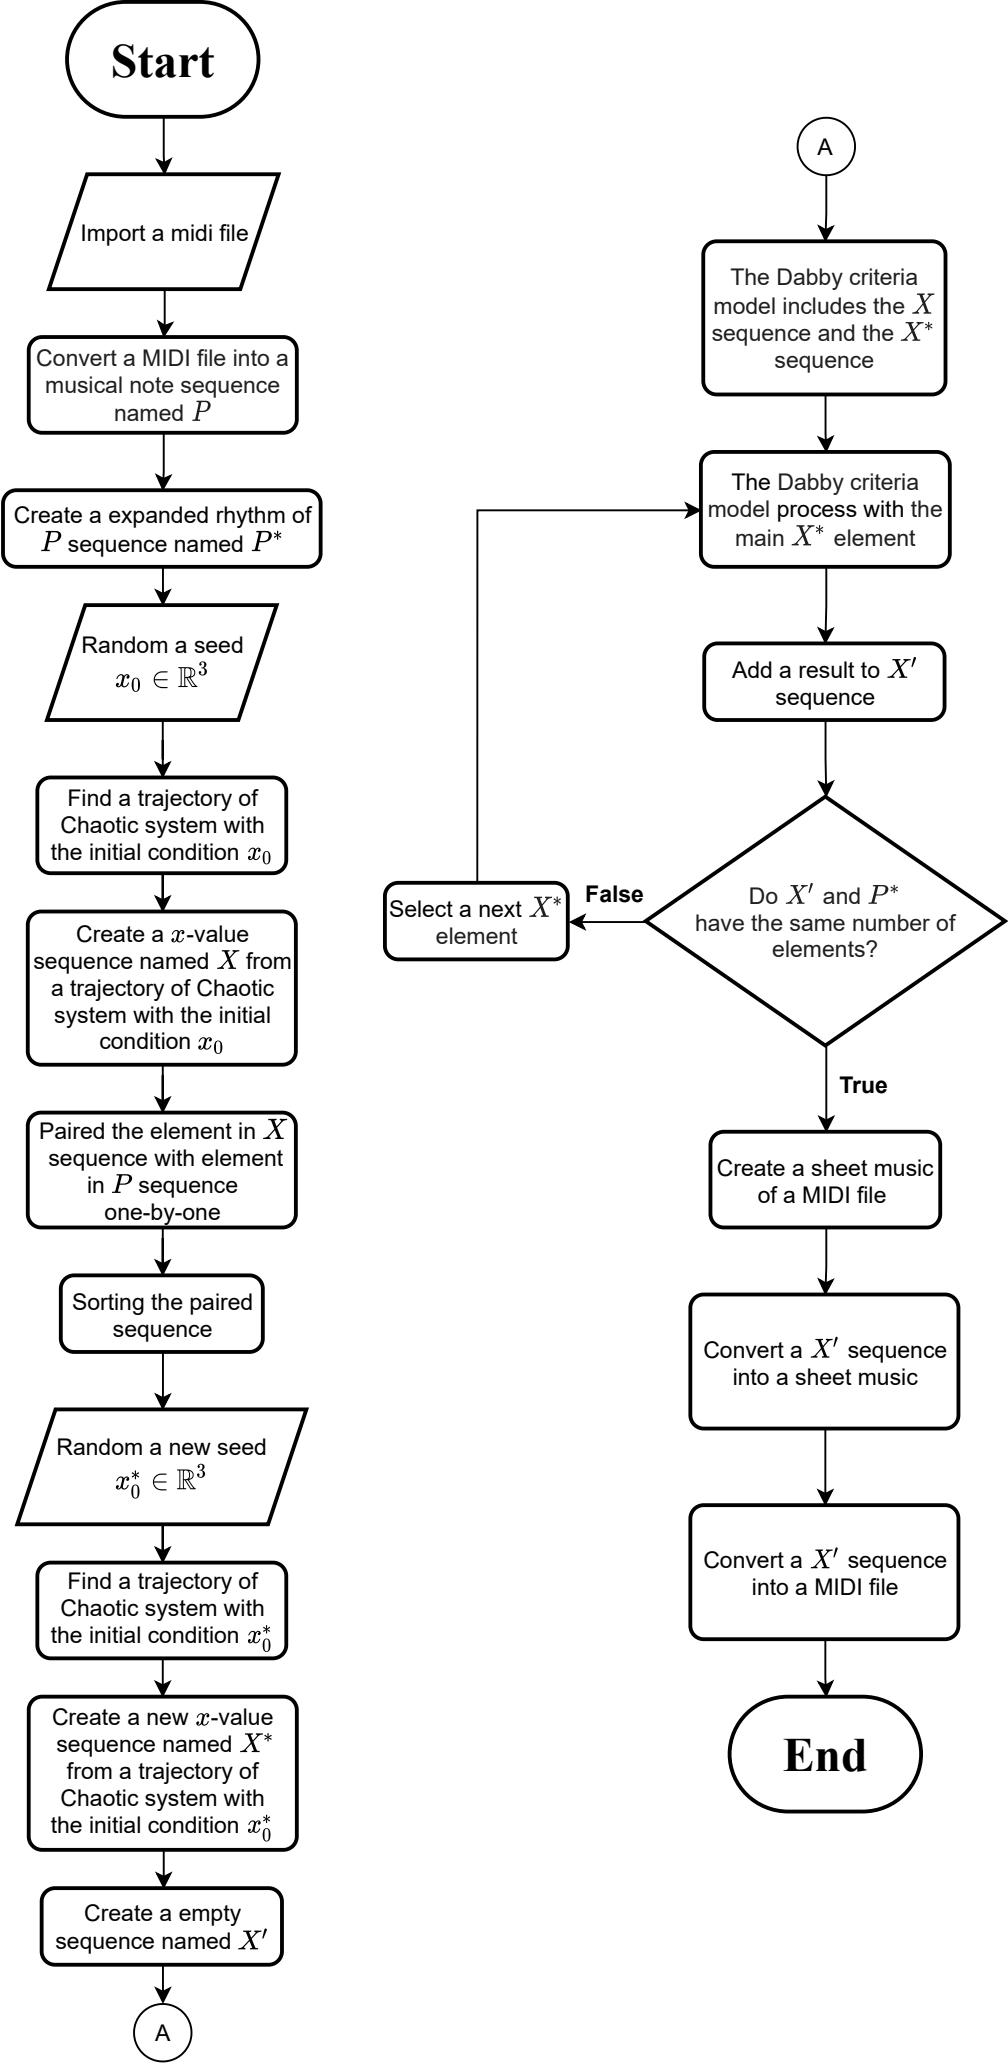 Start
Import a midi file
Convert a MIDI file into a
musical note sequence
named P
Create a expanded rhythm of
P sequence named P*
Random a seed
x₀ ∈ ℝ³
Find a trajectory of
Chaotic system with
the initial condition x₀
Create a x-value
sequence named X from
a trajectory of Chaotic
system with the initial
condition x₀
Paired the element in X
sequence with element
in P sequence
one-by-one
Sorting the paired
sequence
Random a new seed
x₀* ∈ ℝ³
Find a trajectory of
Chaotic system with
the initial condition x₀*
Create a new x-value
sequence named X*
from a trajectory of
Chaotic system with
the initial condition x₀*
Create a empty
sequence named X′
A
A
The Dabby criteria
model includes the X
sequence and the X*
sequence
The Dabby criteria
model process with the
main X* element
Add a result to X′
sequence
Do X′ and P*
have the same number of
elements?
False
Select a next X*
element
True
Create a sheet music
of a MIDI file
Convert a X′ sequence
into a sheet music
Convert a X′ sequence
into a MIDI file
End